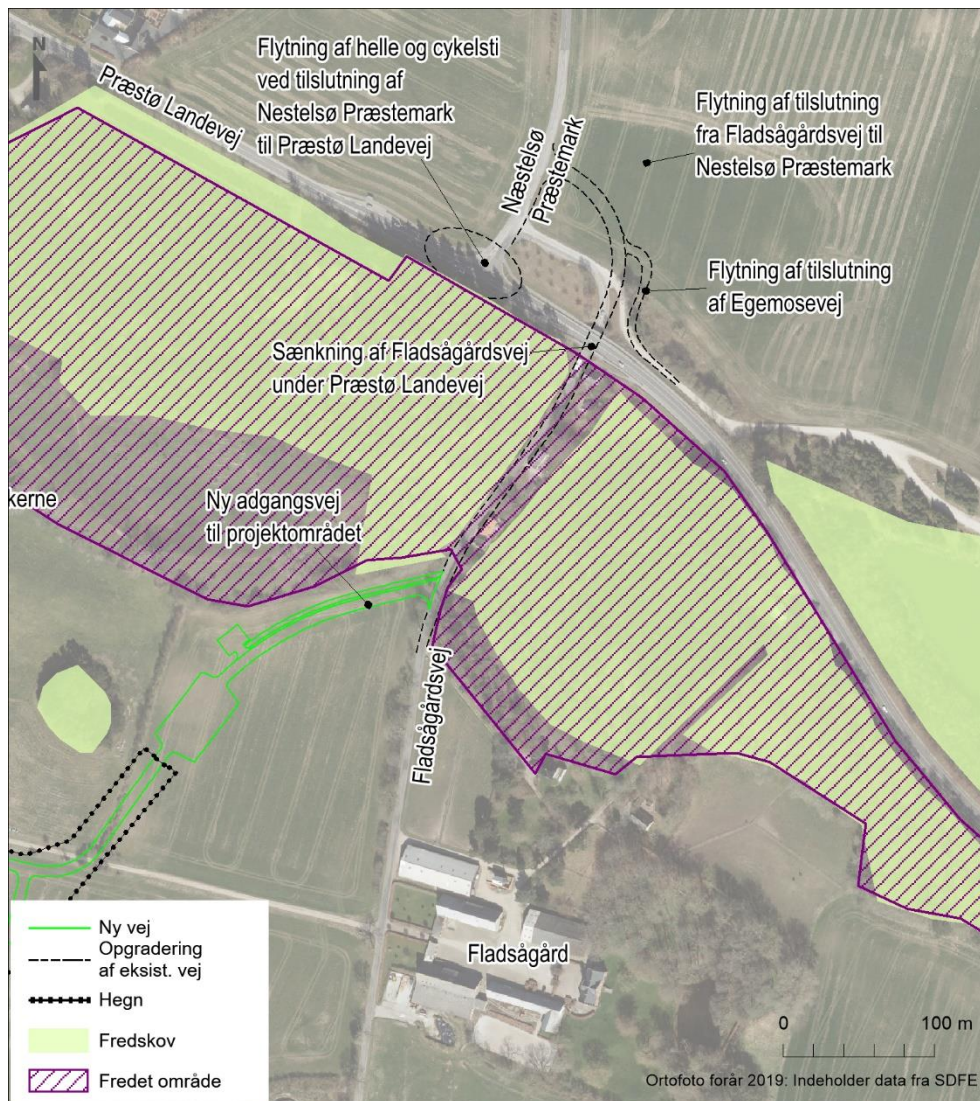 N
Flytning af helle og cykelsti
ved tilslutning af
Nestelsø Præstemark
til Præstø Landevej
Præstø Landevej
Næstelsø
Præstemark
Flytning af tilslutning
fra Fladsågårdsvej til
Nestelsø Præstemark
Flytning af tilslutning
af Egemosevej
Sænkning af Fladsågårdsvej
under Præstø Landevej
kerne
Ny adgangsvej
til projektområdet
Fladsågårdsvej
Fladsågård
Ny vej
Opgradering
af eksist. vej
Hegn
Fredskov
Fredet område
0 100 m
Ortofoto forår 2019: Indeholder data fra SDFE